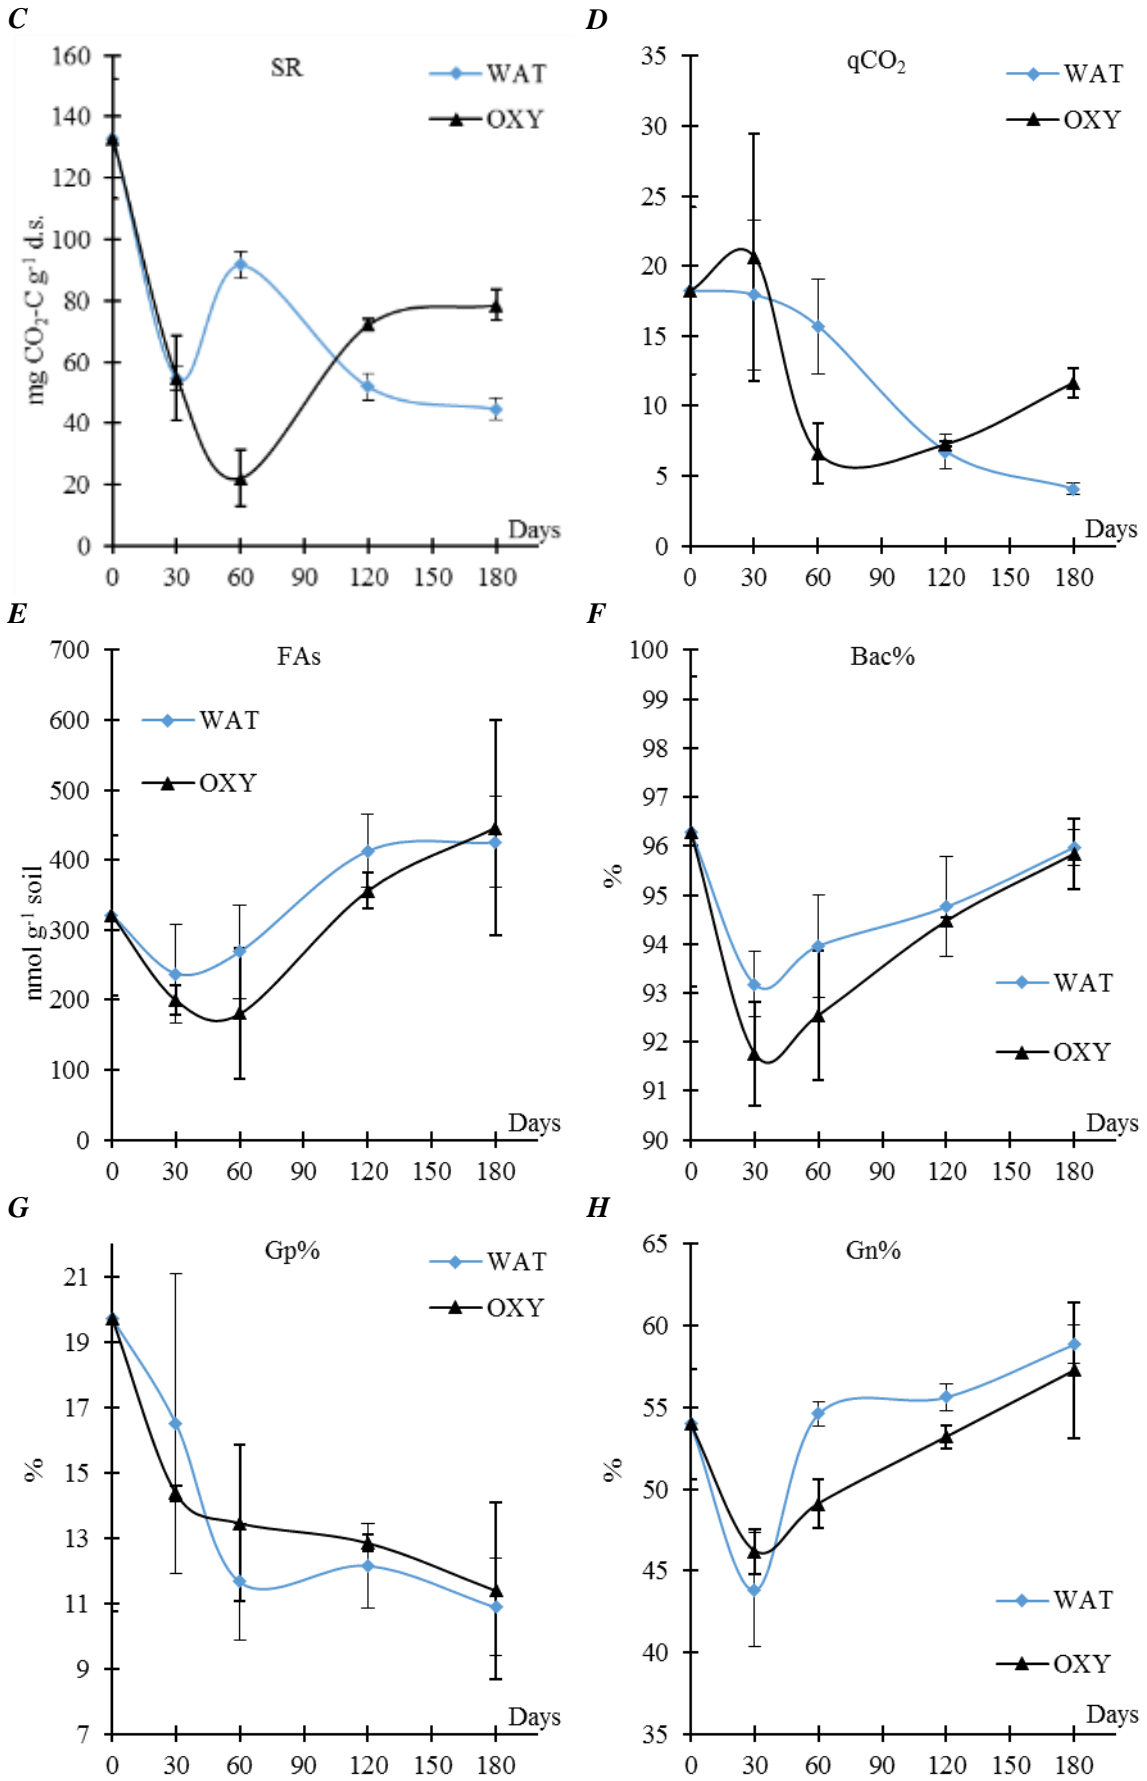 C
SR
WAT
OXY
mg CO₂-C g⁻¹ d.s.
160
140
120
100
80
60
40
20
0
Days
0 30 60 90 120 150 180
D
qCO₂
WAT
OXY
35
30
25
20
15
10
5
0
Days
0 30 60 90 120 150 180
E
FAs
WAT
OXY
nmol g⁻¹ soil
700
600
500
400
300
200
100
0
Days
0 30 60 90 120 150 180
F
Bac%
WAT
OXY
%
100
99
98
97
96
95
94
93
92
91
90
Days
0 30 60 90 120 150 180
G
Gp%
WAT
OXY
%
21
19
17
15
13
11
9
7
Days
0 30 60 90 120 150 180
H
Gn%
WAT
OXY
%
65
60
55
50
45
40
35
Days
0 30 60 90 120 150 180